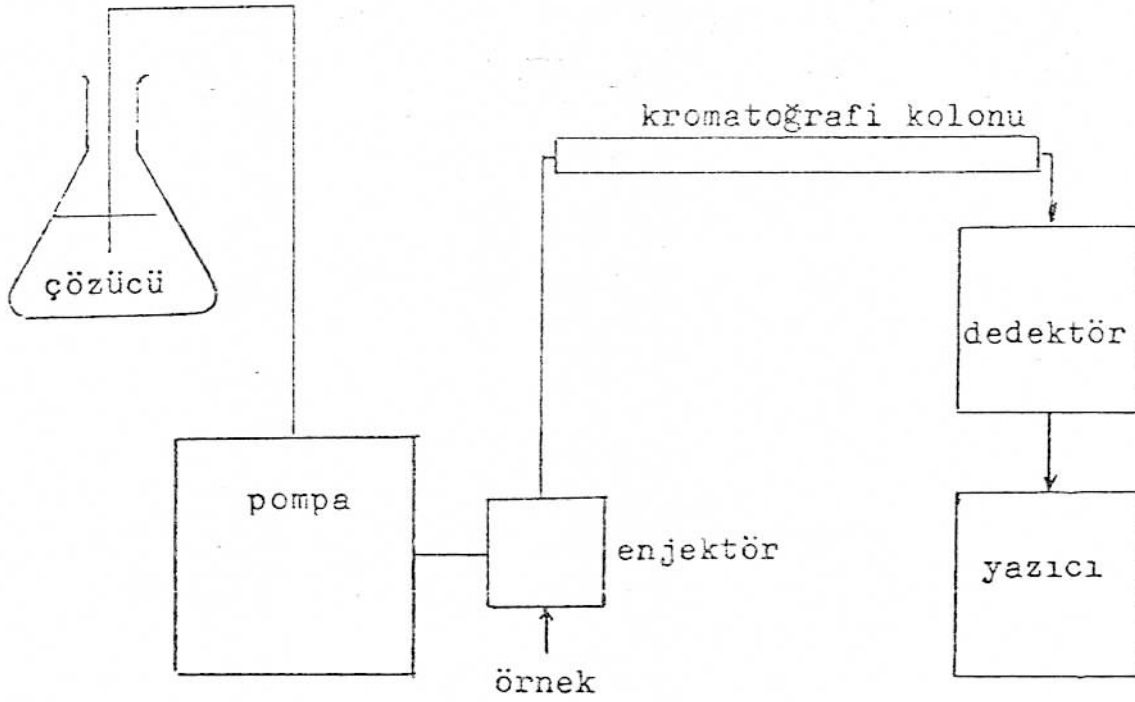 kromatoğrafi kolonu
çözücü
dedektör
pompa
enjektör
yazıcı
örnek